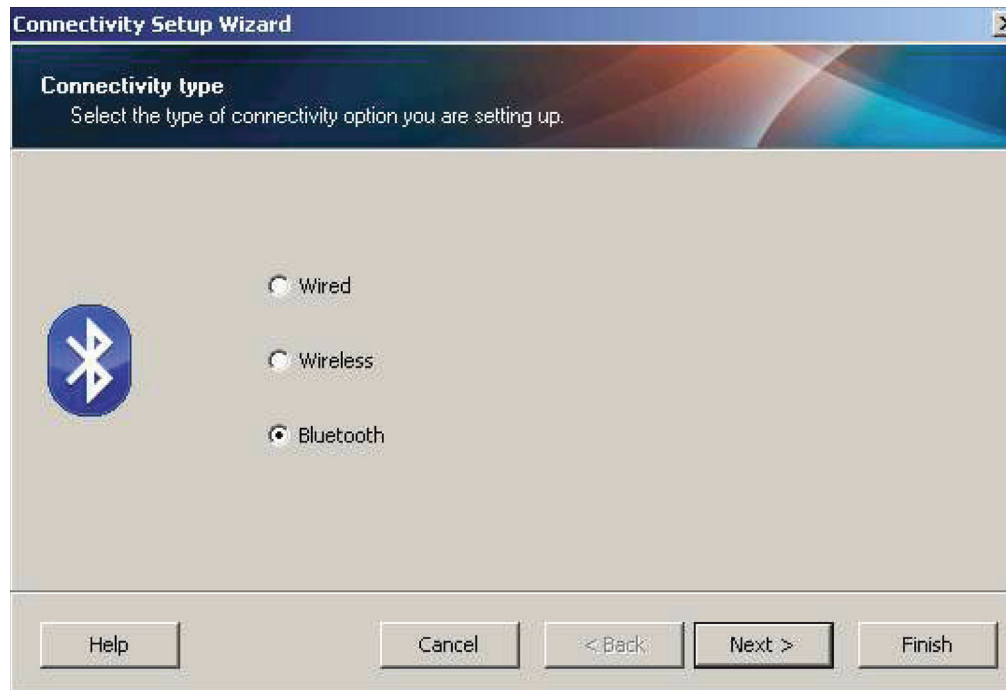 Connectivity Setup Wizard
Connectivity type
Select the type of connectivity option you are setting up.
Wired
Wireless
Bluetooth
Help
Cancel
< Back
Next >
Finish